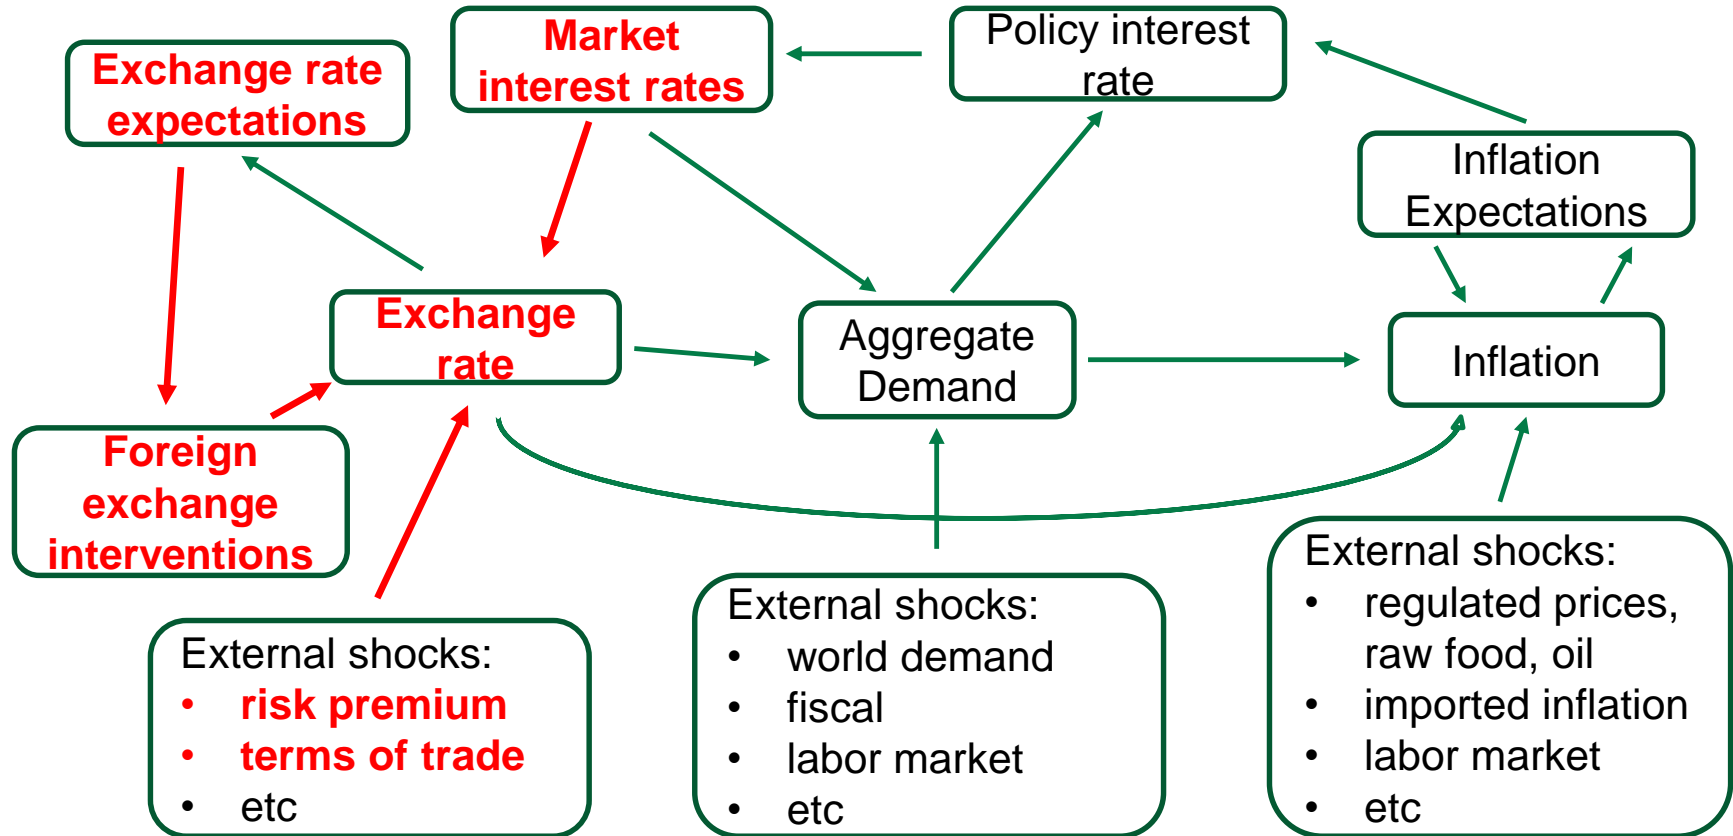 Market
interest rates
Policy interest
rate
Exchange rate
expectations
Inflation
Expectations
Exchange
rate
Aggregate
Demand
Inflation
Foreign
exchange
interventions
External shocks:
• risk premium
• terms of trade
• etc
External shocks:
• world demand
• fiscal
• labor market
• etc
External shocks:
• regulated prices,
raw food, oil
• imported inflation
• labor market
• etc